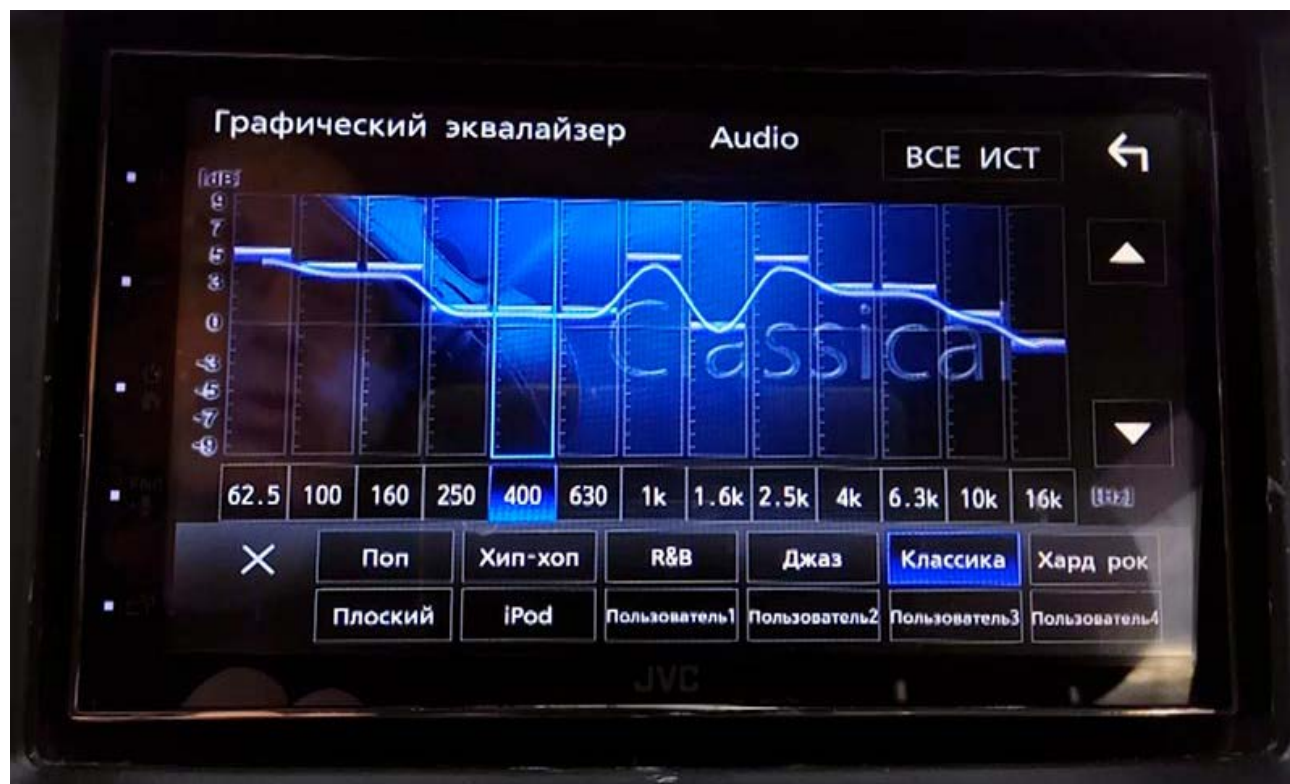 Графический эквалайзер Audio ВСЕ ИСТ
[dB]
9
7
5
3
0
-3
-5
-7
-9
Classical
62.5 100 160 250 400 630 1k 1.6k 2.5k 4k 6.3k 10k 16k [Hz]
Поп Хип-хоп R&B Джаз Классика Хард рок
Плоский iPod Пользователь1 Пользователь2 Пользователь3 Пользователь4
JVC